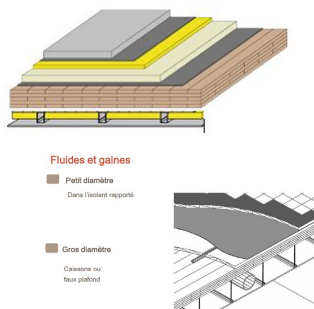 Fluides et gaines
Petit diamètre
Dans l'isolant rapporté
Gros diamètre
Caissons ou
faux plafond